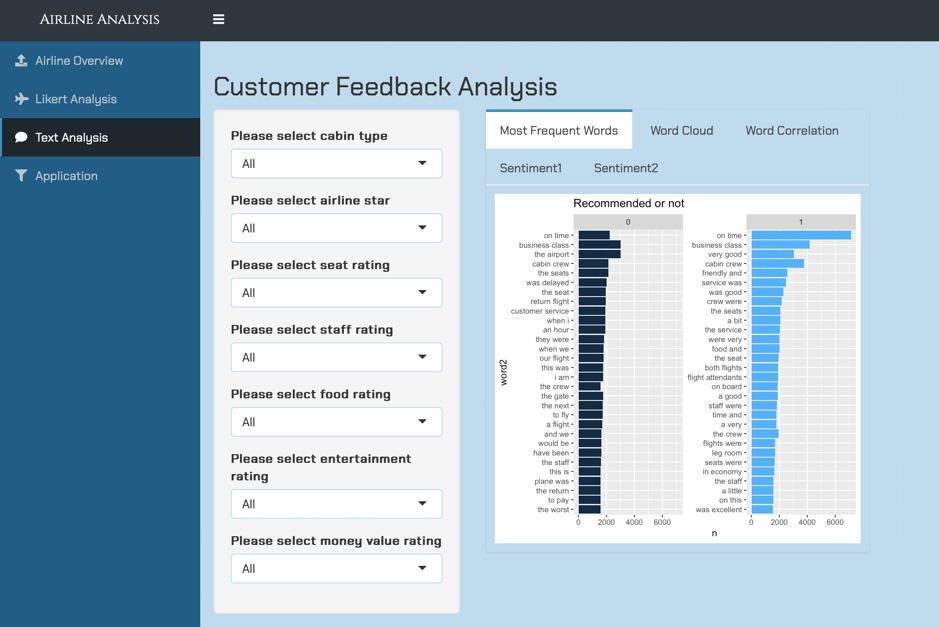 AIRLINE ANALYSIS
Airline Overview
Likert Analysis
Text Analysis
Application
Customer Feedback Analysis
Please select cabin type
All
Please select airline star
All
Please select seat rating
All
Please select staff rating
All
Please select food rating
All
Please select entertainment
rating
All
Please select money value rating
All
Most Frequent Words
Word Cloud
Word Correlation
Sentiment1
Sentiment2
Recommended or not
word2
0
on time
business class
the airport
cabin crew
the seats
was delayed
the seat
return flight
customer service
when i
an hour
they were
when we
our flight
this was
i am
the crew
the gate
the next
to fly
a flight
and we
would be
have been
the staff
this is
plane was
the return
to pay
the worst
0 2000 4000 6000
1
on time
business class
very good
cabin crew
friendly and
service was
was good
crew were
the seats
a bit
the service
were very
food and
the seat
both flights
flight attendants
on board
a good
staff were
time and
a very
the crew
flights were
leg room
seats were
in economy
the staff
a little
on this
was excellent
0 2000 4000 6000
n